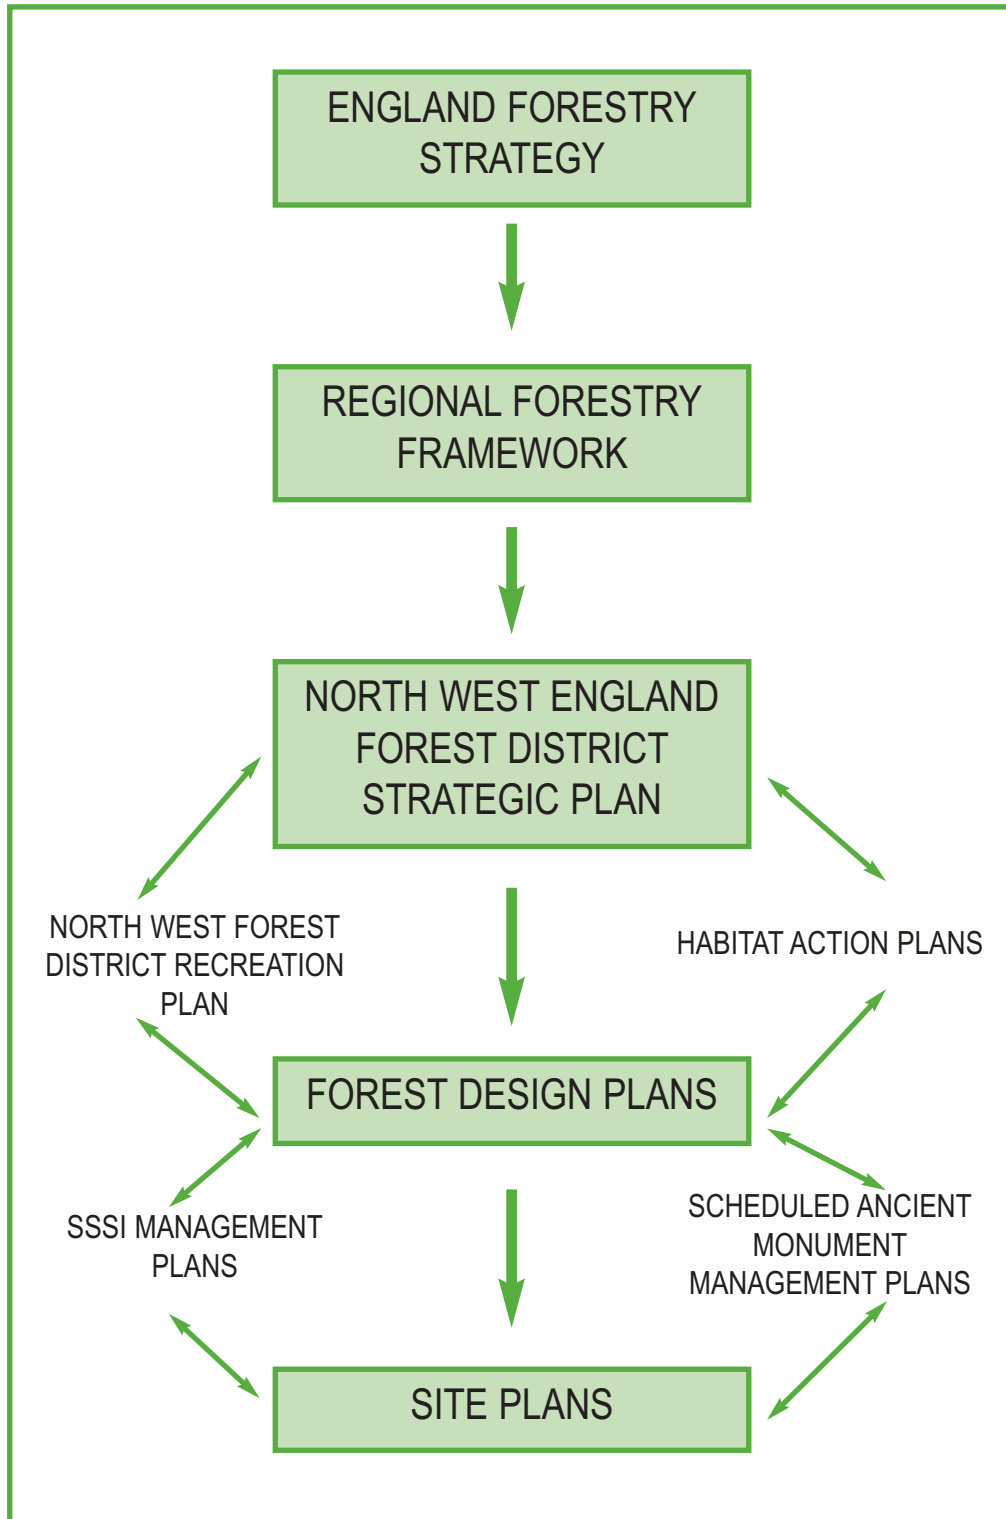 ENGLAND FORESTRY
STRATEGY
REGIONAL FORESTRY
FRAMEWORK
NORTH WEST ENGLAND
FOREST DISTRICT
STRATEGIC PLAN
NORTH WEST FOREST
DISTRICT RECREATION
PLAN
HABITAT ACTION PLANS
FOREST DESIGN PLANS
SSSI MANAGEMENT
PLANS
SCHEDULED ANCIENT
MONUMENT
MANAGEMENT PLANS
SITE PLANS